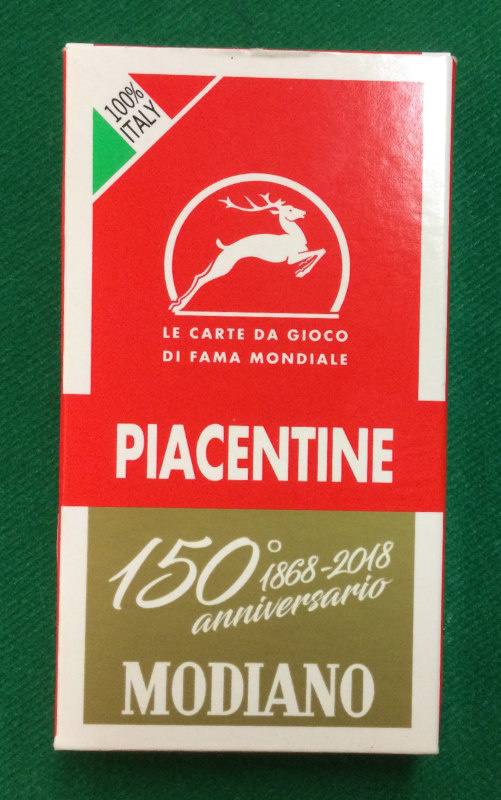 100%
ITALY
LE CARTE DA GIOCO
DI FAMA MONDIALE
PIACENTINE
150° 1868-2018
anniversario
MODIANO